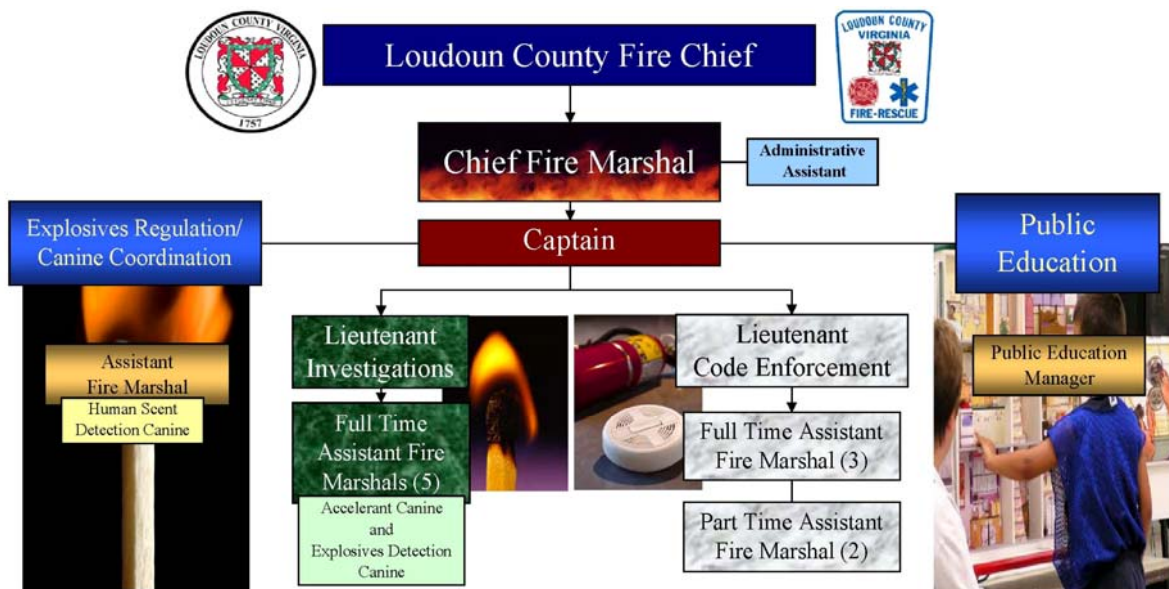 LOUDOUN COUNTY VIRGINIA
1757
Loudoun County Fire Chief
LOUDOUN COUNTY
VIRGINIA
FIRE-RESCUE
Chief Fire Marshal
Administrative
Assistant
Explosives Regulation/
Canine Coordination
Captain
Public
Education
Assistant
Fire Marshal
Human Scent
Detection Canine
Lieutenant
Investigations
Full Time
Assistant Fire
Marshals (5)
Accelerant Canine
and
Explosives Detection
Canine
Lieutenant
Code Enforcement
Full Time Assistant
Fire Marshal (3)
Part Time Assistant
Fire Marshal (2)
Public Education
Manager